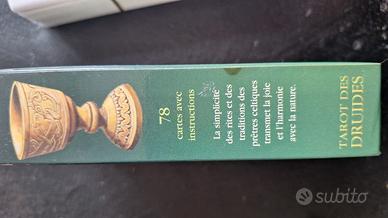 78
cartes avec
instructions
La simplicité
des rites et des
traditions des
prêtres celtiques
transmet la joie
et l'harmonie
avec la nature.
TAROT DES
DRUIDES
subito